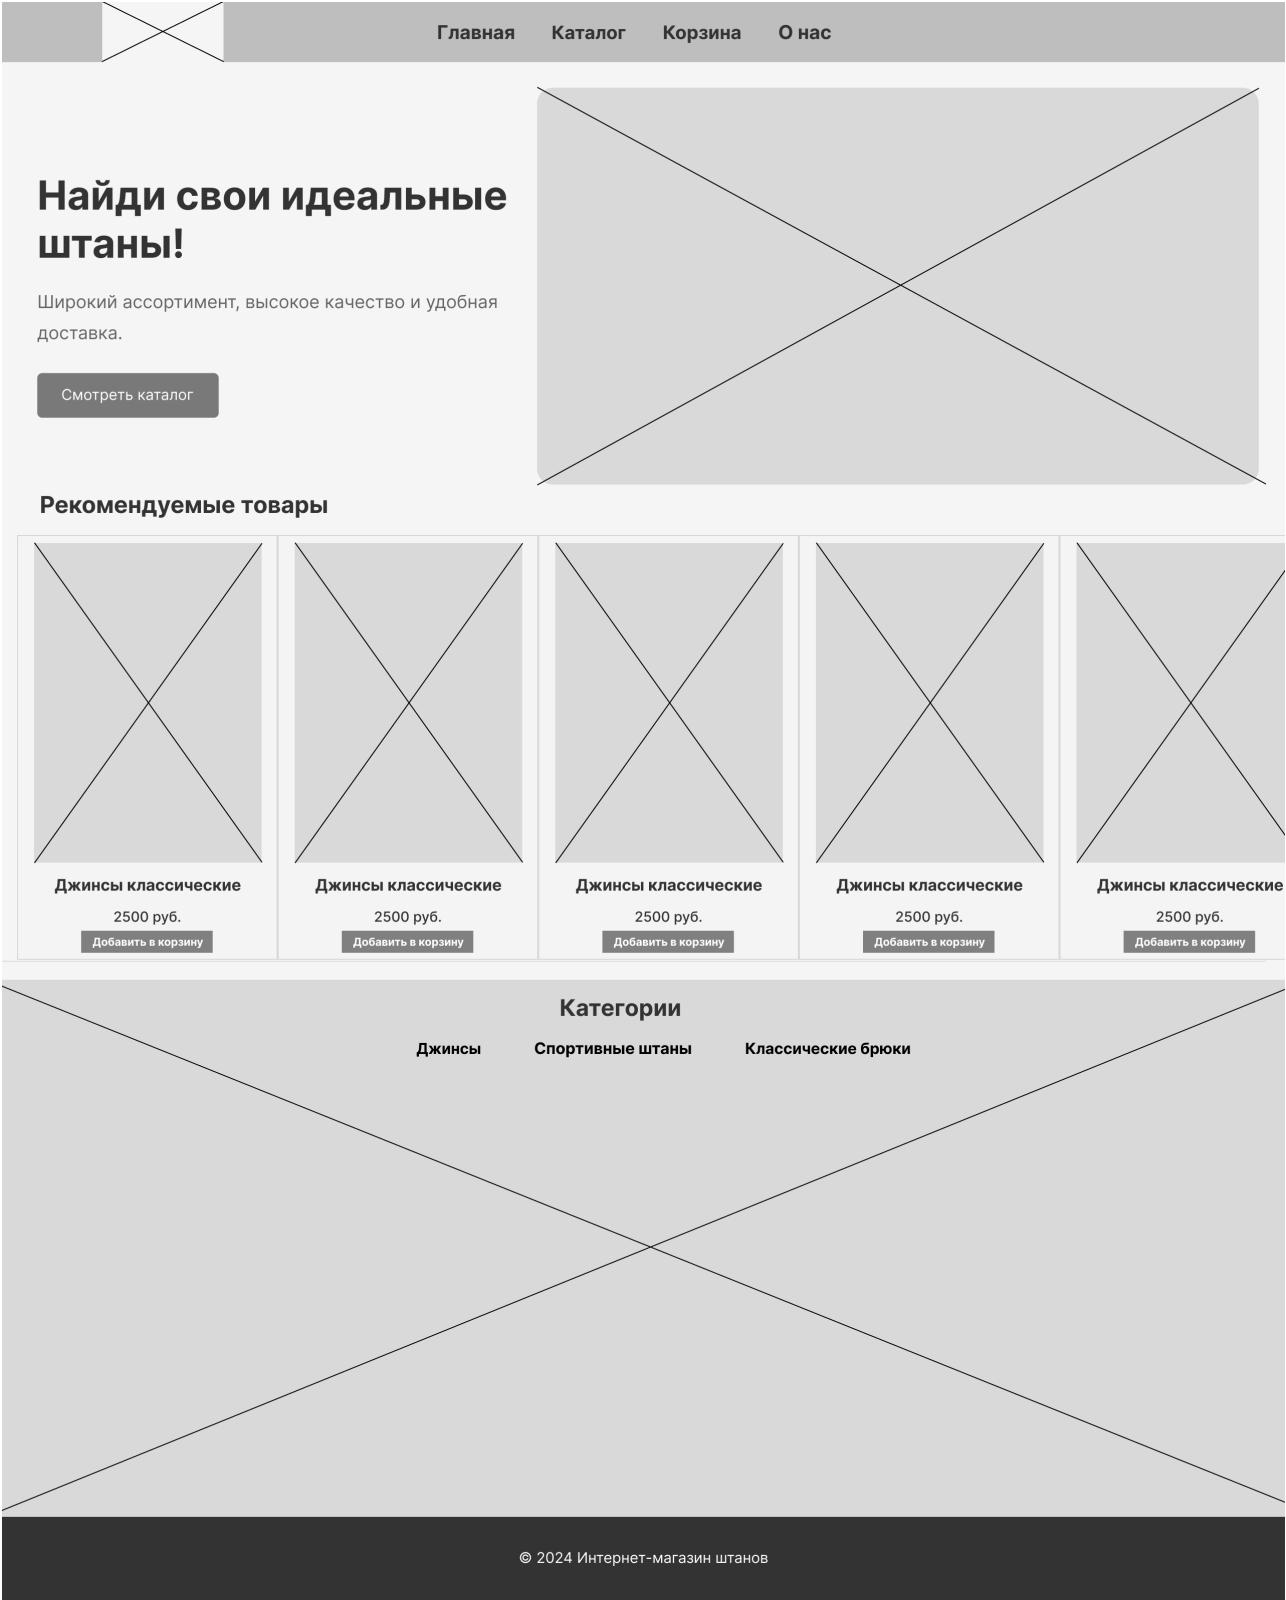 Главная Каталог Корзина О нас
Найди свои идеальные
штаны!
Широкий ассортимент, высокое качество и удобная
доставка.
Смотреть каталог
Рекомендуемые товары
Джинсы классические Джинсы классические Джинсы классические Джинсы классические Джинсы классические
2500 руб. 2500 руб. 2500 руб. 2500 руб. 2500 руб.
Добавить в корзину Добавить в корзину Добавить в корзину Добавить в корзину Добавить в корзину
Категории
Джинсы Спортивные штаны Классические брюки
© 2024 Интернет-магазин штанов